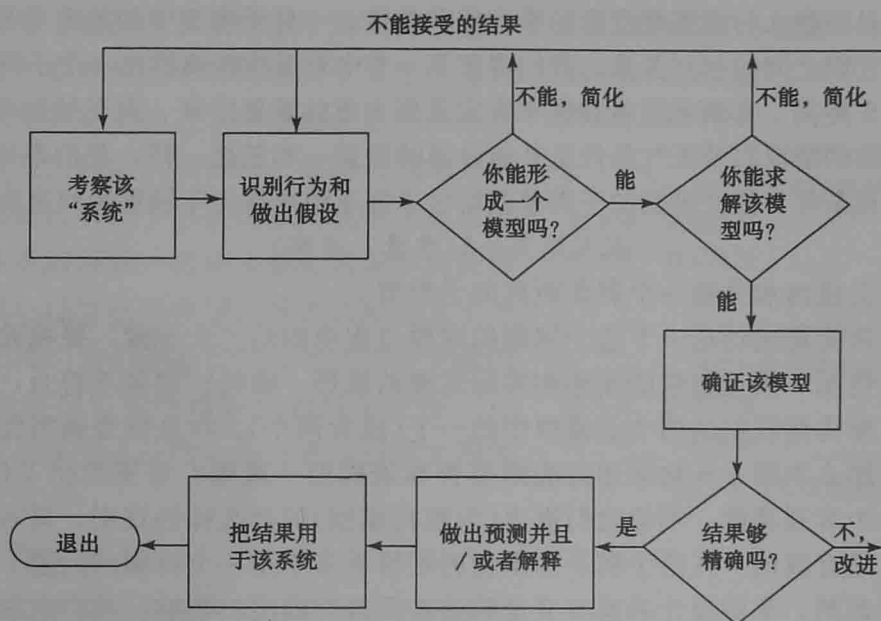 不能接受的结果
不能，简化
不能，简化
考察该
“系统”
识别行为和
做出假设
你能形
成一个
模型吗？
能
你能求
解该模
型吗？
能
确证该模型
结果够
精确吗？
不，
改进
是
做出预测并且
/ 或者解释
把结果用
于该系统
退出